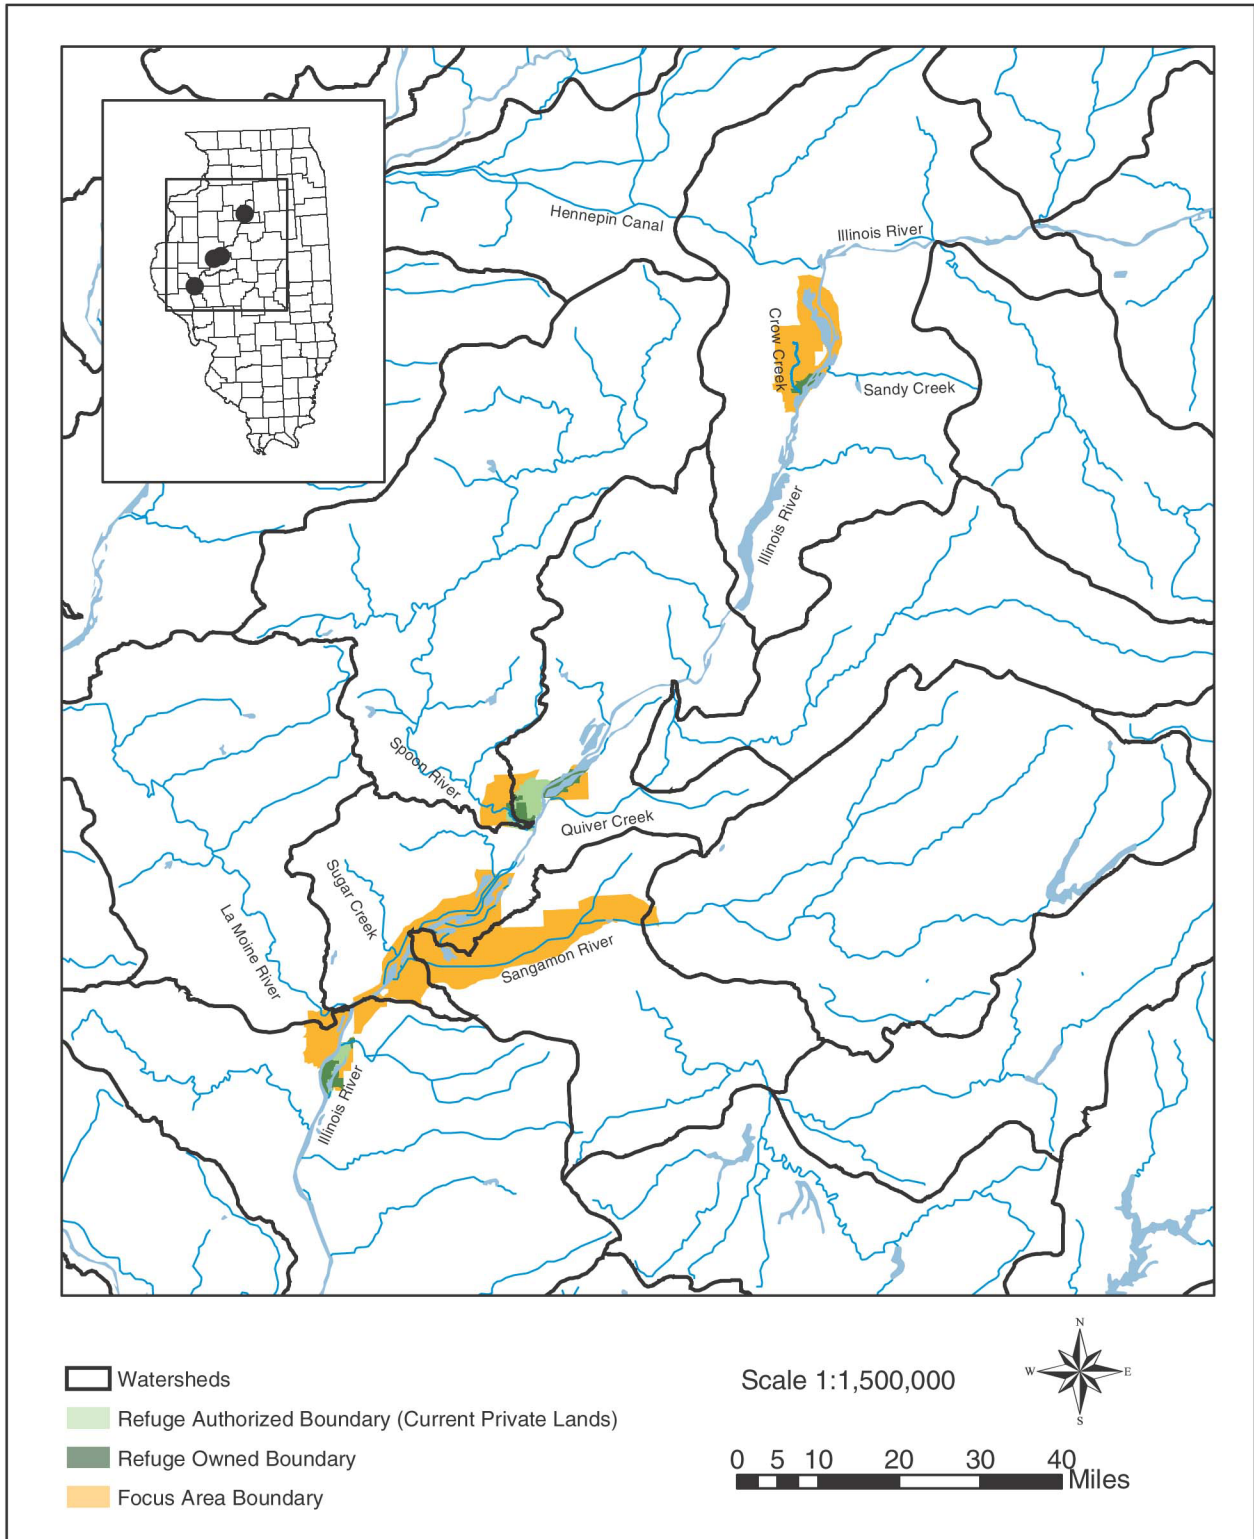 Hennepin Canal
Illinois River
Crow Creek
Sandy Creek
Illinois River
Spoon River
Quiver Creek
Sugar Creek
La Moine River
Sangamon River
Illinois River
N
W
E
S
Watersheds
Refuge Authorized Boundary (Current Private Lands)
Refuge Owned Boundary
Focus Area Boundary
Scale 1:1,500,000
0 5 10 20 30 40
Miles